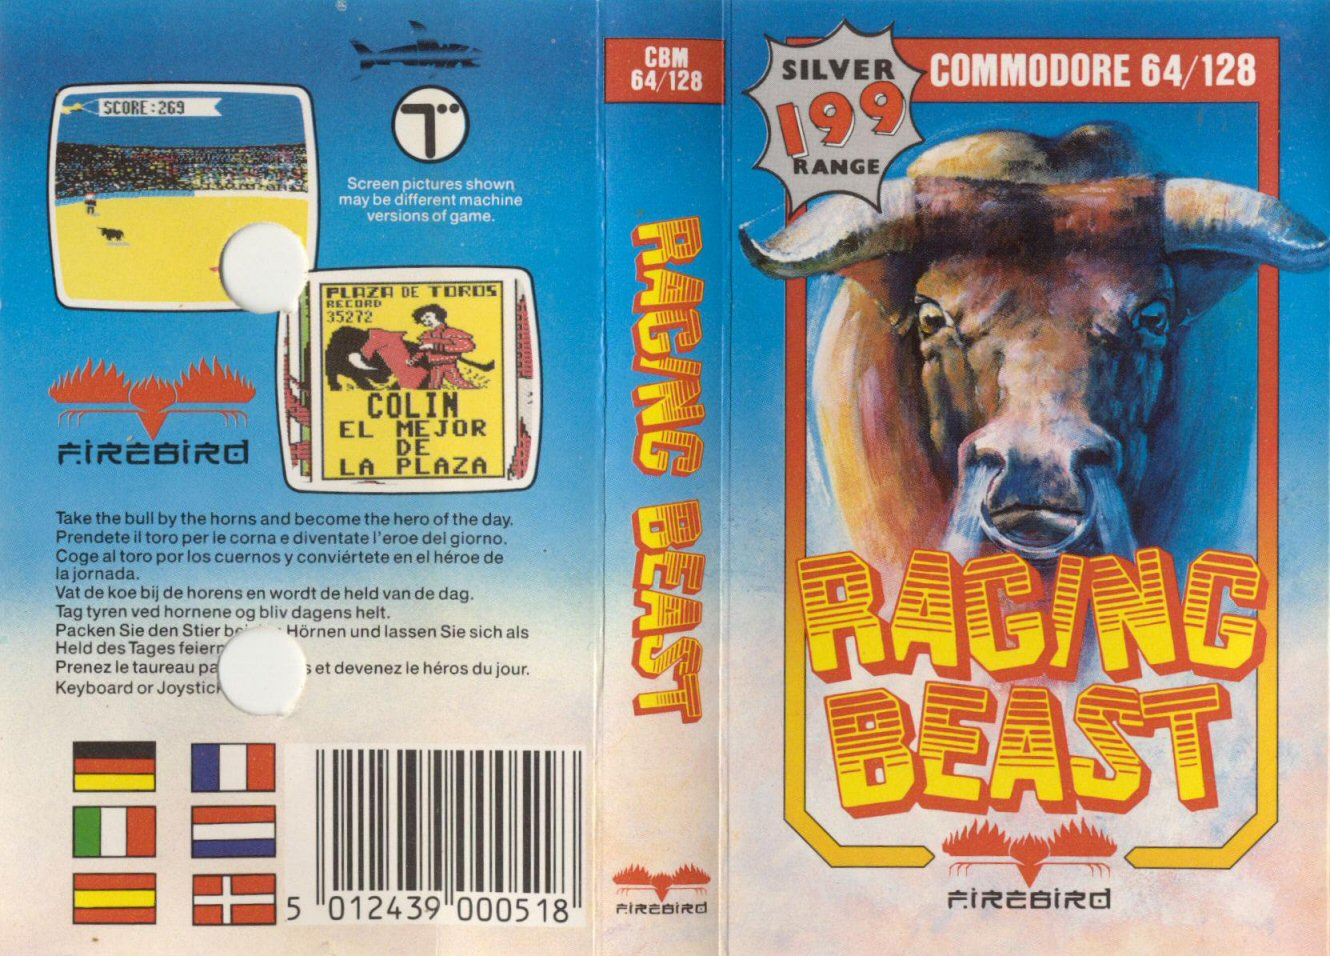 SCORE:269
Screen pictures shown
may be different machine
versions of game.
PLAZA DE TOROS
RECORD
35272
COLIN
EL MEJOR
DE
LA PLAZA
FIREBIRD
Take the bull by the horns and become the hero of the day.
Prendete il toro per le corna e diventate l'eroe del giorno.
Coge al toro por los cuernos y conviértete en el héroe de
la jornada.
Vat de koe bij de horens en wordt de held van de dag.
Tag tyren ved hornene og bliv dagens helt.
Packen Sie den Stier Hörnen und lassen Sie sich als
Held des Tages
Prenez le taureau et devenez le héros du jour.
Keyboard or
5 012439 000518
CBM
64/128
RAGING BEAST
FIREBIRD
SILVER
199
RANGE
COMMODORE 64/128
RAGING
BEAST
FIREBIRD